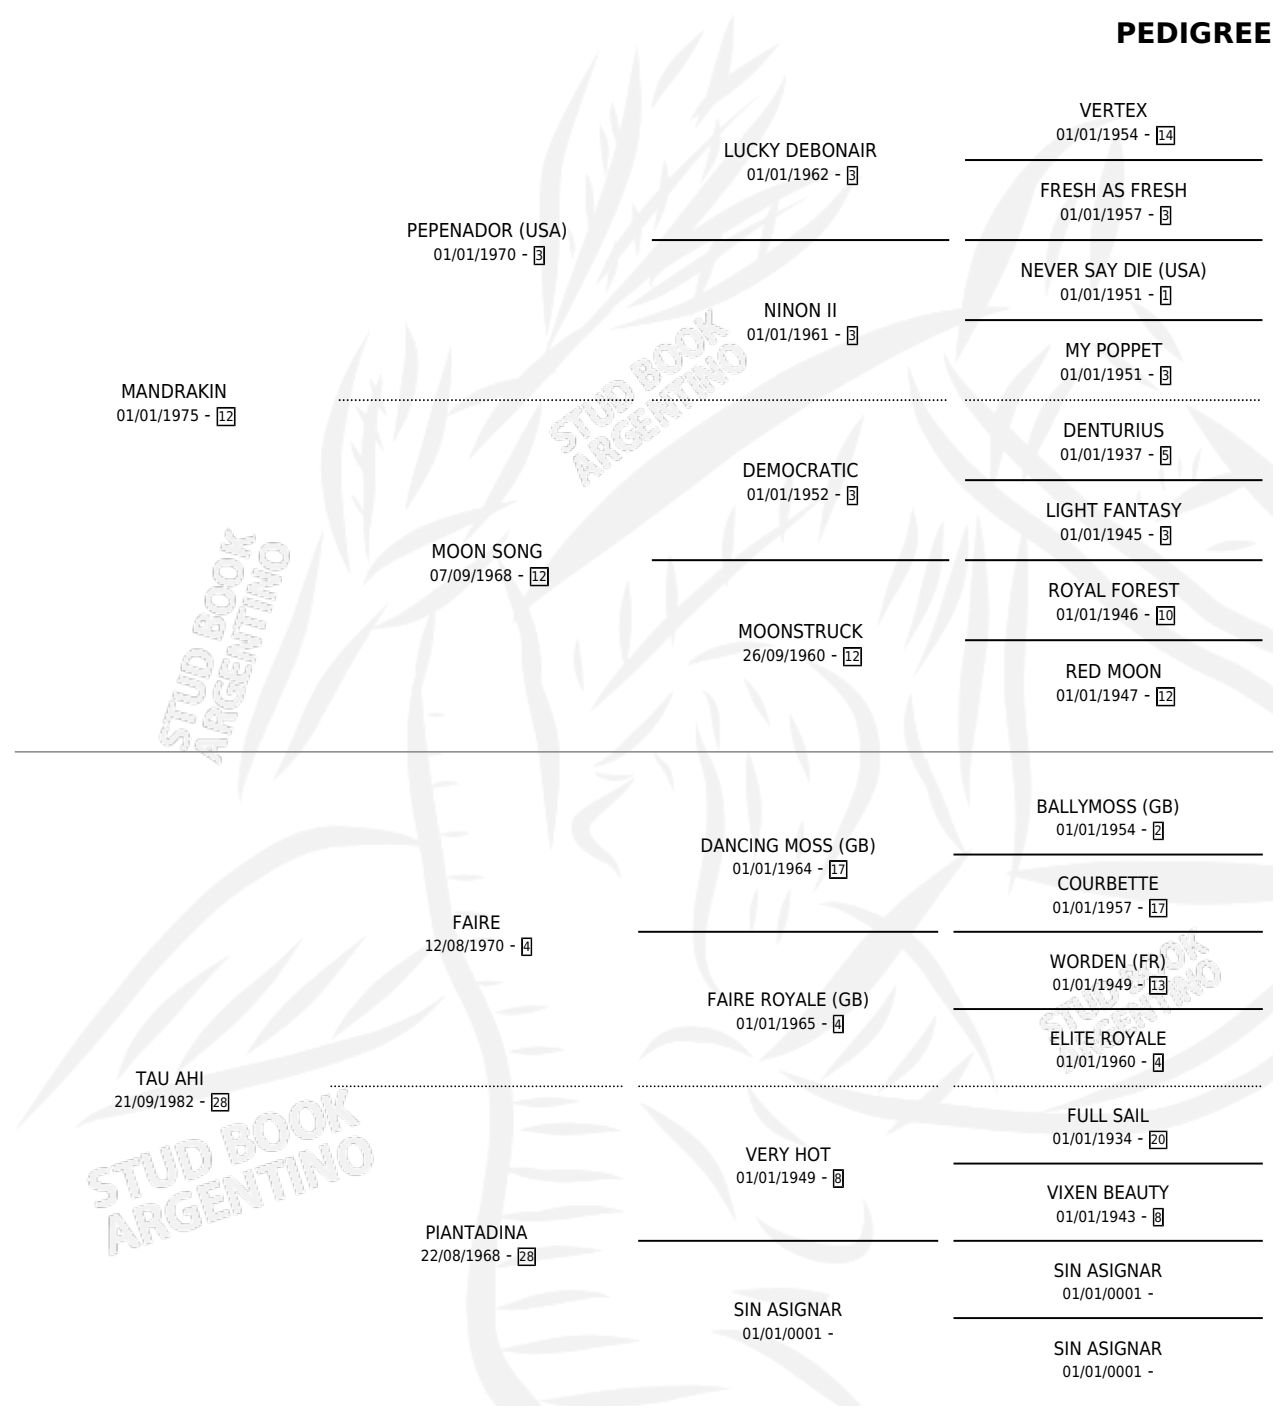 PEDIGREE
VERTEX
01/01/1954 - 14
LUCKY DEBONAIR
01/01/1962 - 3
FRESH AS FRESH
01/01/1957 - 3
PEPENADOR (USA)
01/01/1970 - 3
NEVER SAY DIE (USA)
01/01/1951 - 1
NINON II
01/01/1961 - 3
MY POPPET
01/01/1951 - 3
MANDRAKIN
01/01/1975 - 12
DENTURIUS
01/01/1937 - 5
DEMOCRATIC
01/01/1952 - 3
LIGHT FANTASY
01/01/1945 - 3
MOON SONG
07/09/1968 - 12
ROYAL FOREST
01/01/1946 - 10
MOONSTRUCK
26/09/1960 - 12
RED MOON
01/01/1947 - 12
BALLYMOSS (GB)
01/01/1954 - 2
DANCING MOSS (GB)
01/01/1964 - 17
COURBETTE
01/01/1957 - 17
FAIRE
12/08/1970 - 4
WORDEN (FR)
01/01/1949 - 13
FAIRE ROYALE (GB)
01/01/1965 - 4
ELITE ROYALE
01/01/1960 - 4
TAU AHI
21/09/1982 - 28
FULL SAIL
01/01/1934 - 20
VERY HOT
01/01/1949 - 8
VIXEN BEAUTY
01/01/1943 - 8
PIANTADINA
22/08/1968 - 28
SIN ASIGNAR
01/01/0001 -
SIN ASIGNAR
01/01/0001 -
SIN ASIGNAR
01/01/0001 -
STUD BOOK
ARGENTINO
STUD BOOK
ARGENTINO
STUD BOOK
ARGENTINO
STUD BOOK
ARGENTINO